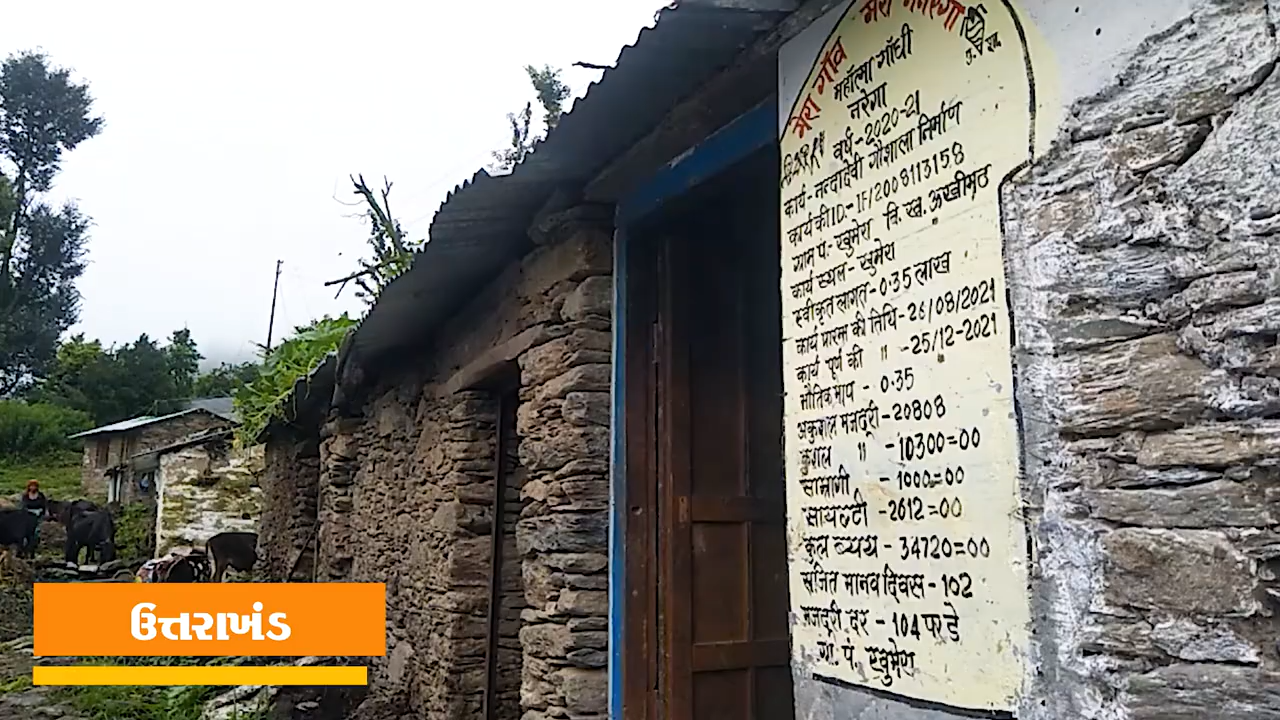 मेरा गाँव मेरी मनरेगा
महात्मा गाँधी
नरेगा
वर्ष-2020-21
कार्य- नन्दादेवी गौशाला निर्माण
कार्य की ID.- IF/2008113158
ग्राम पं.- खुमेरा वि. ख. ऊखीमठ
कार्य स्थल - खुमेरा
स्वीकृत लागत-0.35 लाख
कार्य प्रारम्भ की तिथि-26/08/2021
कार्य पूर्ण की " -25/12-2021
भौतिक माप - 0.35
अकुशल मजदूरी-20808
कुशल " -10300=00
सामग्री - 1000=00
सायल्टी -2612=00
कुल व्यय - 34720=00
सृजित मानव दिवस- 102
मजदूरी दर - 104 पर डे
ग्रा. पं. खुमेरा
ઉત્તરાખંડ